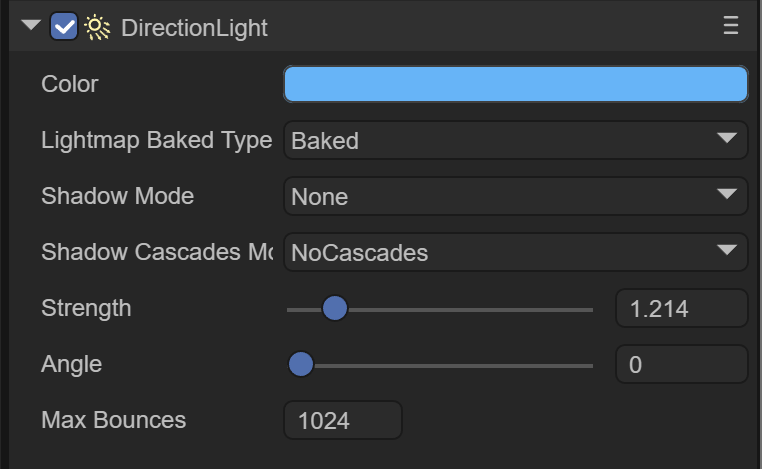 DirectionLight
Color
Lightmap Baked Type Baked
Shadow Mode None
Shadow Cascades Mo NoCascades
Strength 1.214
Angle 0
Max Bounces 1024